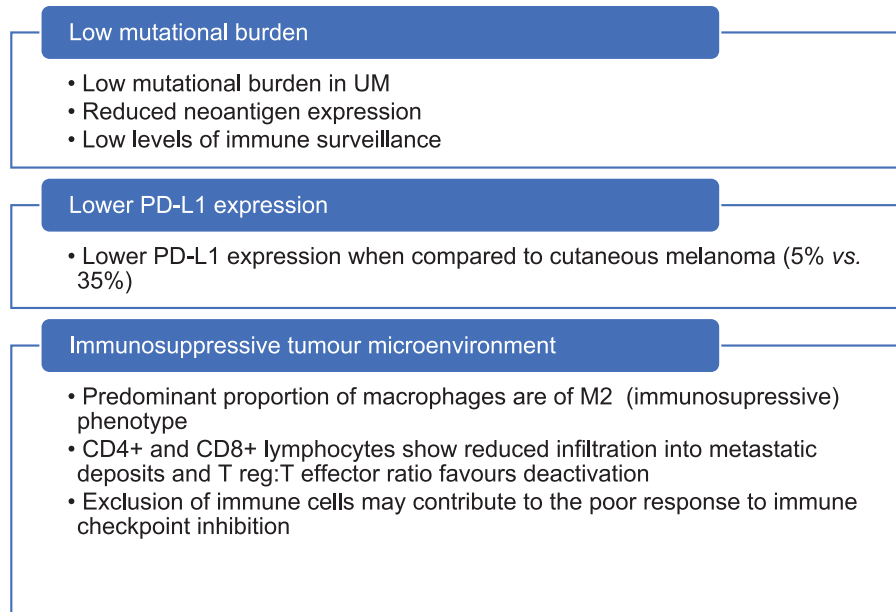 Low mutational burden
• Low mutational burden in UM
• Reduced neoantigen expression
• Low levels of immune surveillance
Lower PD-L1 expression
• Lower PD-L1 expression when compared to cutaneous melanoma (5% vs.
35%)
Immunosuppressive tumour microenvironment
• Predominant proportion of macrophages are of M2 (immunosupressive)
phenotype
• CD4+ and CD8+ lymphocytes show reduced infiltration into metastatic
deposits and T reg:T effector ratio favours deactivation
• Exclusion of immune cells may contribute to the poor response to immune
checkpoint inhibition